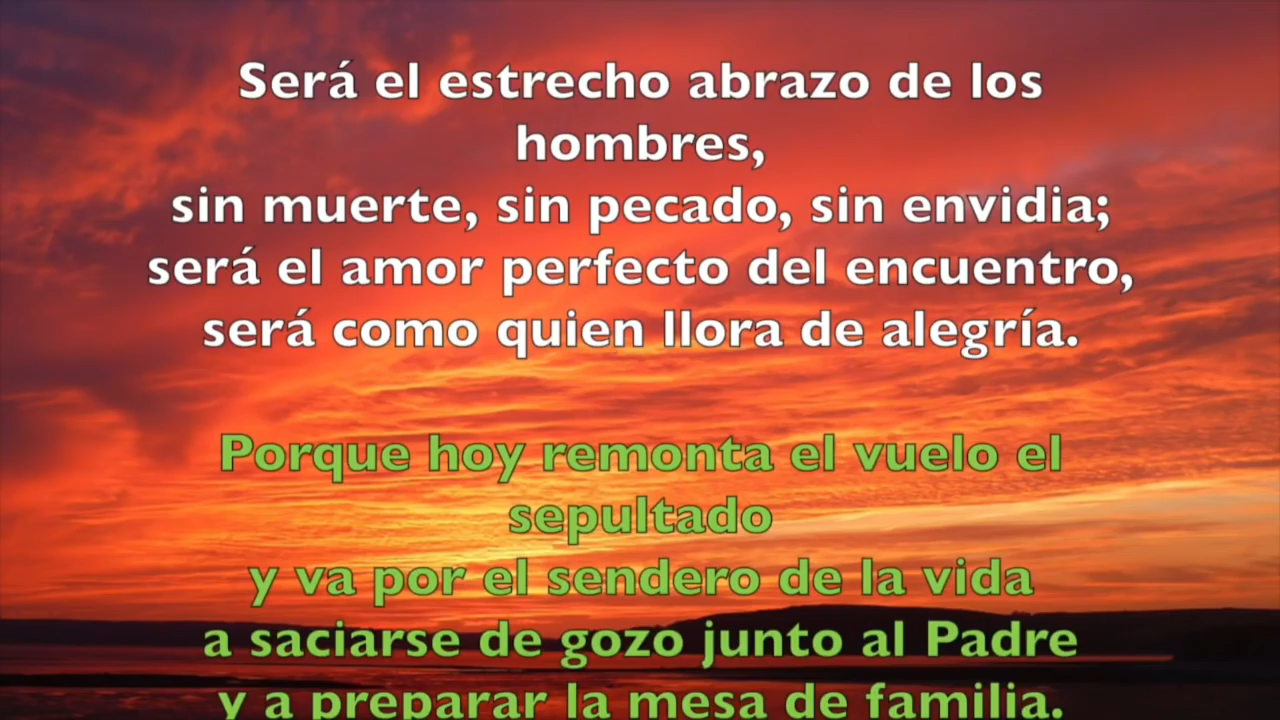 Será el estrecho abrazo de los
hombres,
sin muerte, sin pecado, sin envidia;
será el amor perfecto del encuentro,
será como quien llora de alegría.
Porque hoy remonta el vuelo el
sepultado
y va por el sendero de la vida
a saciarse de gozo junto al Padre
y a preparar la mesa de familia.